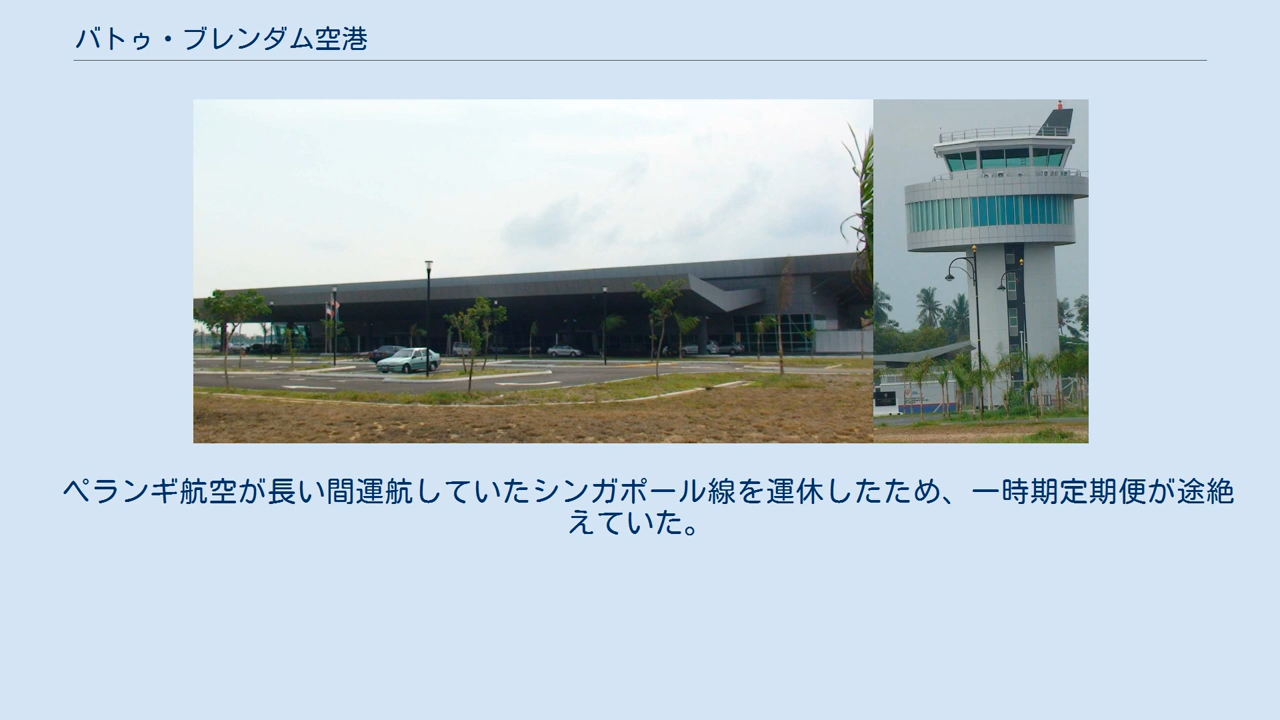 バトゥ・ブレンダム空港
ペランギ航空が長い間運航していたシンガポール線を運休したため、一時期定期便が途絶
えていた。